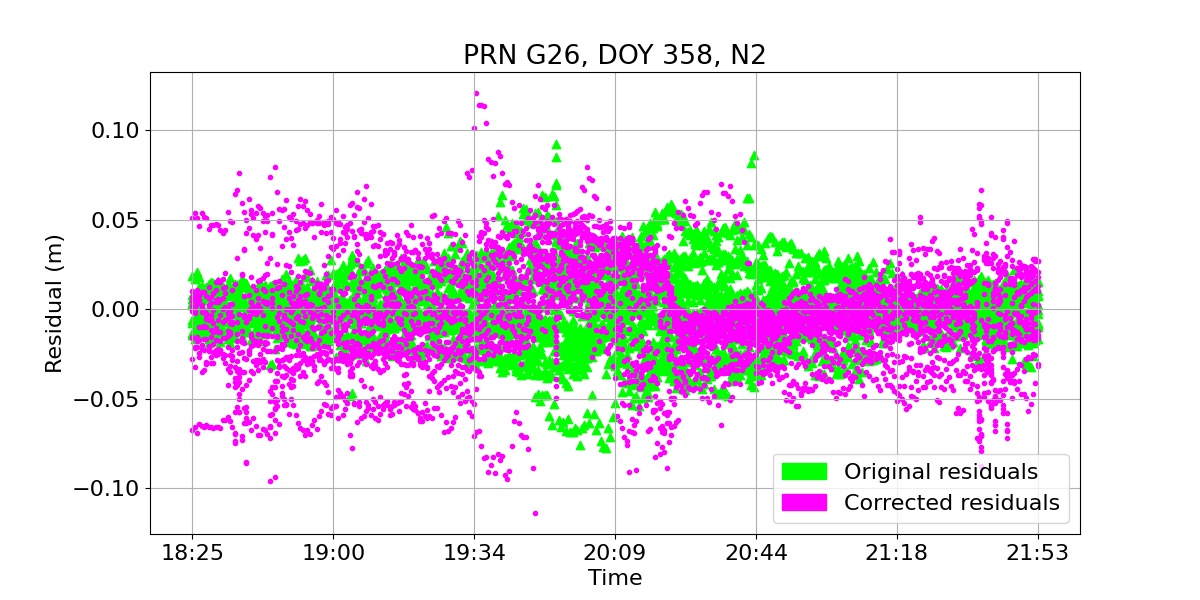 PRN G26, DOY 358, N2
Residual (m)
0.10
0.05
0.00
−0.05
−0.10
Original residuals
Corrected residuals
18:25 19:00 19:34 20:09 20:44 21:18 21:53
Time